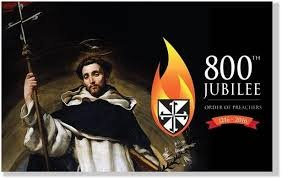 800TH
JUBILEE
ORDER OF PREACHERS
1216 - 2016